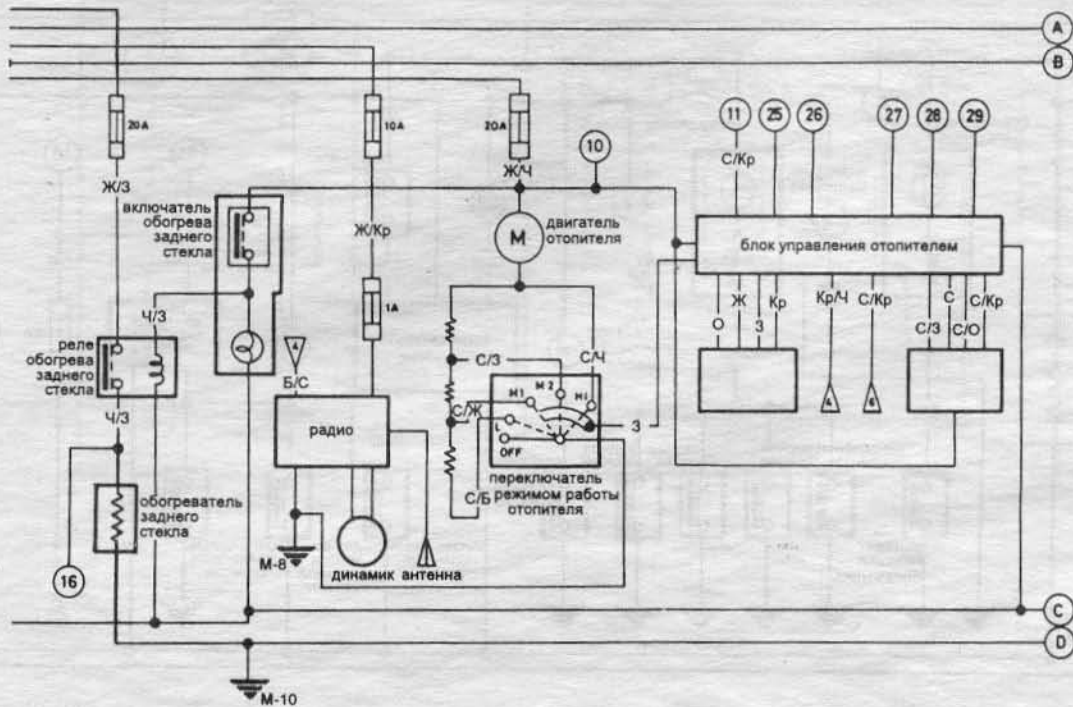 A
B
20A
10A
20A
10
11
25
26
27
28
29
С/Кр
Ж/Ч
Ж/З
включатель
обогрева
заднего
стекла
Ж/Кр
М
двигатель
отопителя
блок управления отопителем
1А
Ч/З
реле
обогрева
заднего
стекла
4
Б/С
С/З
С/Ч
О
Ж
З
Кр
Кр/Ч
С/Кр
С/З
С
С/О
С/Кр
4
6
Ч/З
радио
С/Ж
M1
M2
HI
L
OFF
З
переключатель
режимом работы
отопителя
С/Б
обогреватель
заднего
стекла
16
М-8
динамик
антенна
C
D
М-10